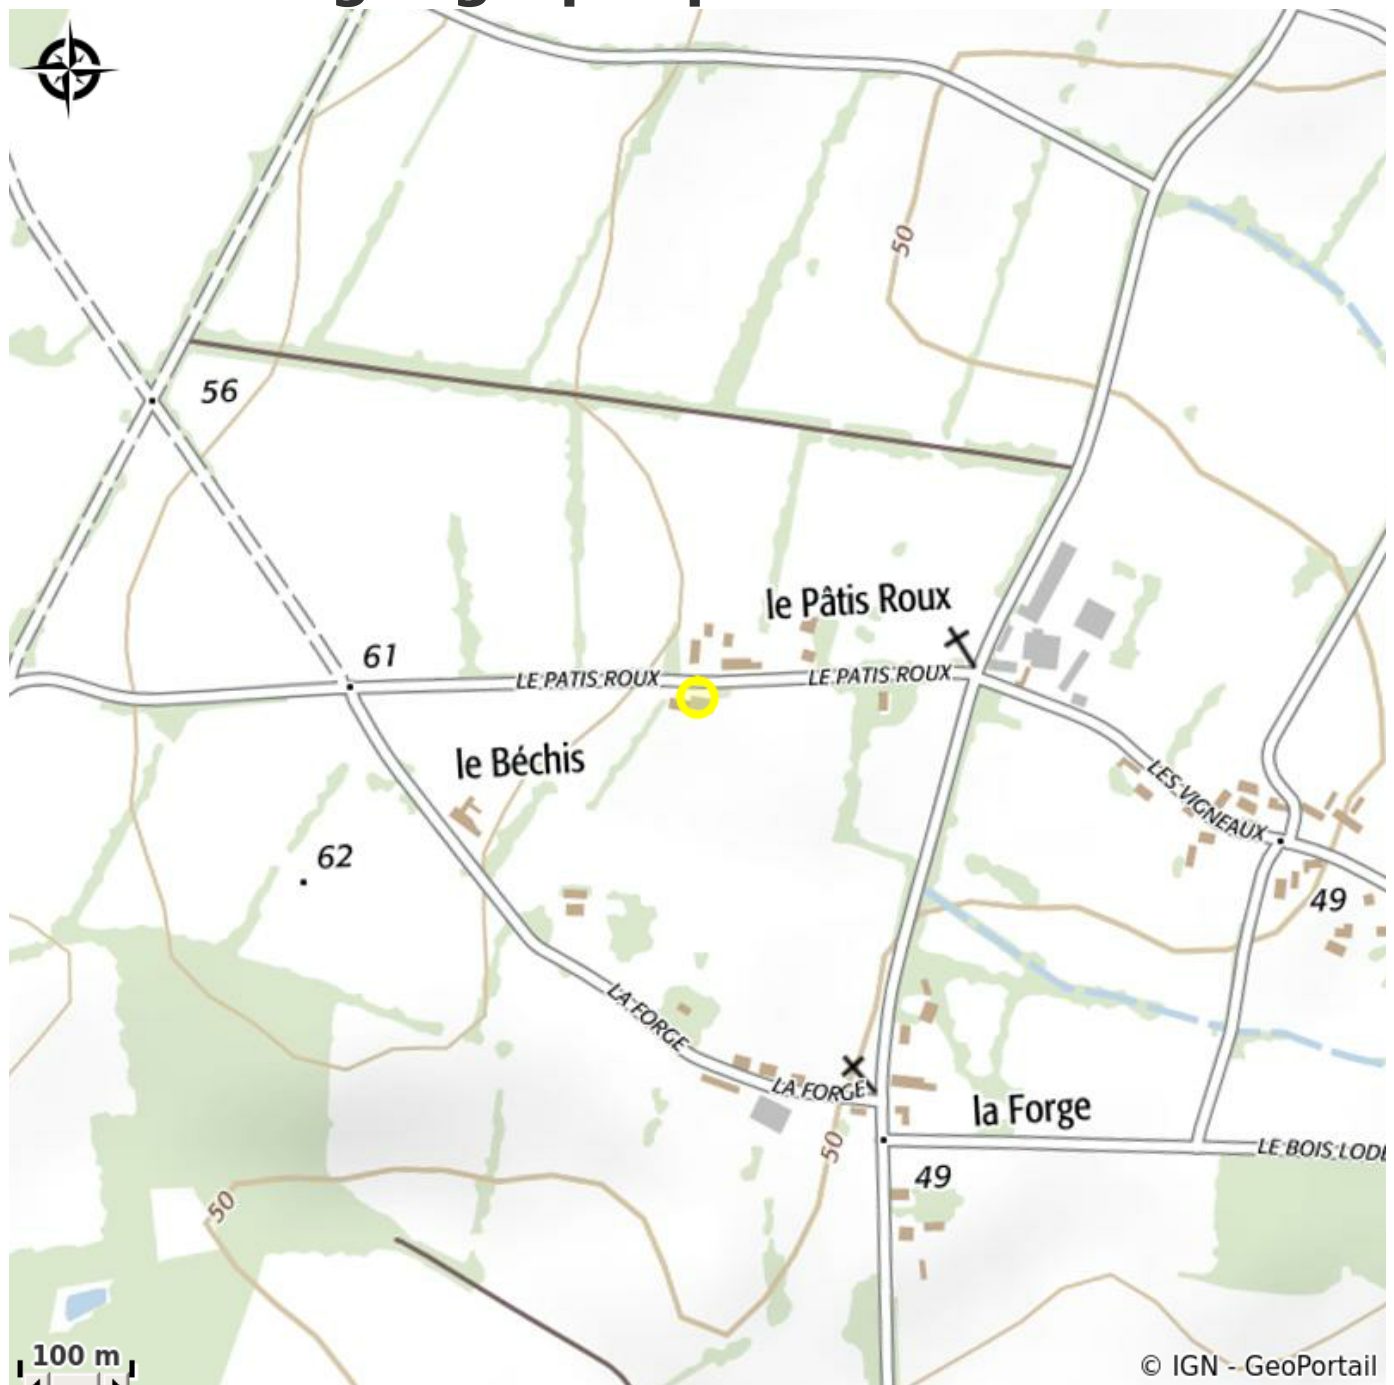 50
56
le Pâtis Roux
61
LE PATIS ROUX
LE PATIS ROUX
le Béchis
LES VIGNEAUX
62
49
LA FORGE
LA FORGE
la Forge
50
LE BOIS LODE
49
50
100 m
© IGN - GeoPortail